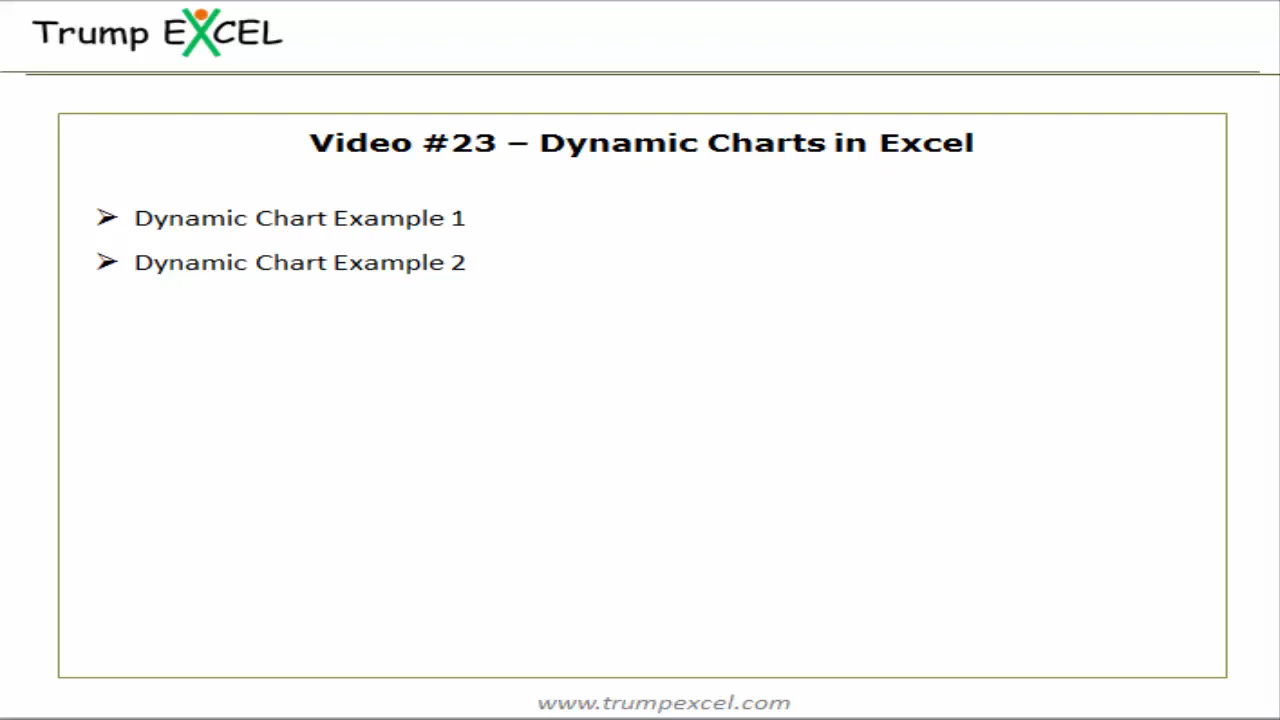 Trump EXCEL
Video #23 – Dynamic Charts in Excel
➢ Dynamic Chart Example 1
➢ Dynamic Chart Example 2
www.trumpexcel.com